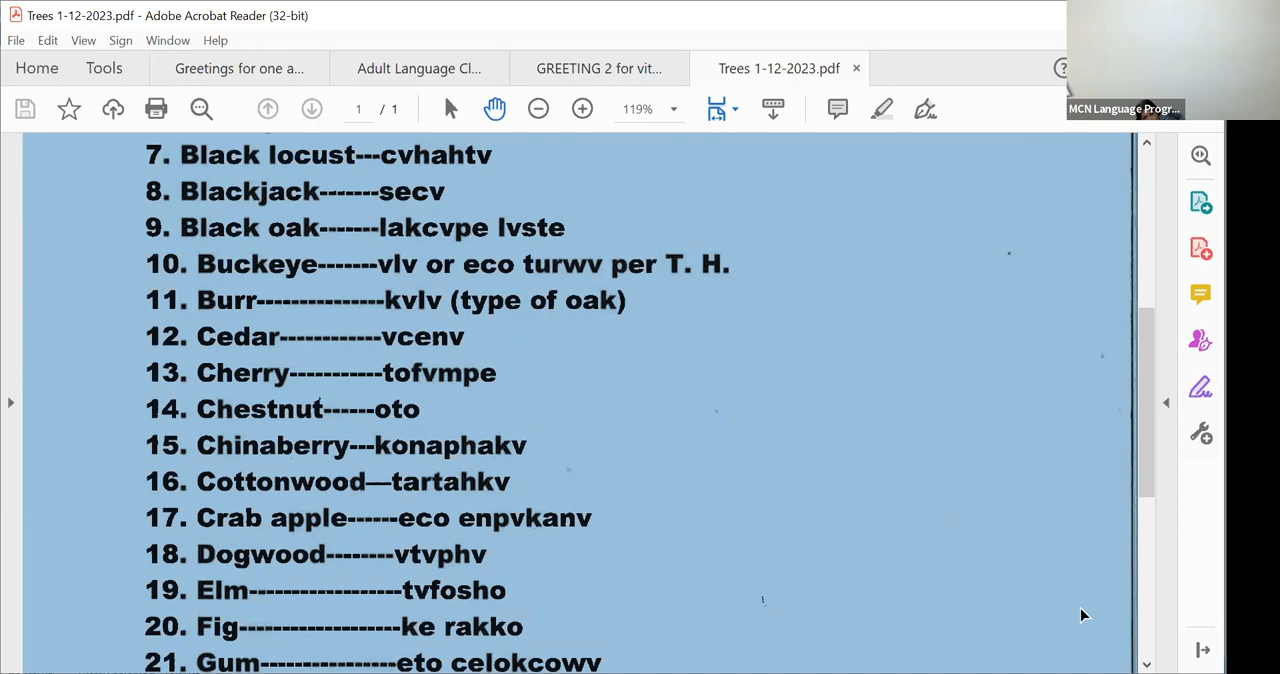 Trees 1-12-2023.pdf - Adobe Acrobat Reader (32-bit)
File Edit View Sign Window Help
Home Tools Greetings for one a... Adult Language Cl... GREETING 2 for vit... Trees 1-12-2023.pdf ×
1 / 1 119%
MCN Language Progr...
7. Black locust---cvhahtv
8. Blackjack-------secv
9. Black oak-------lakcvpe lvste
10. Buckeye-------vlv or eco turwv per T. H.
11. Burr---------------kvlv (type of oak)
12. Cedar------------vcenv
13. Cherry-----------tofvmpe
14. Chestnut------oto
15. Chinaberry---konaphakv
16. Cottonwood—tartahkv
17. Crab apple------eco enpvkanv
18. Dogwood--------vtvphv
19. Elm------------------tvfosho
20. Fig-------------------ke rakko
21. Gum----------------eto celokcowv